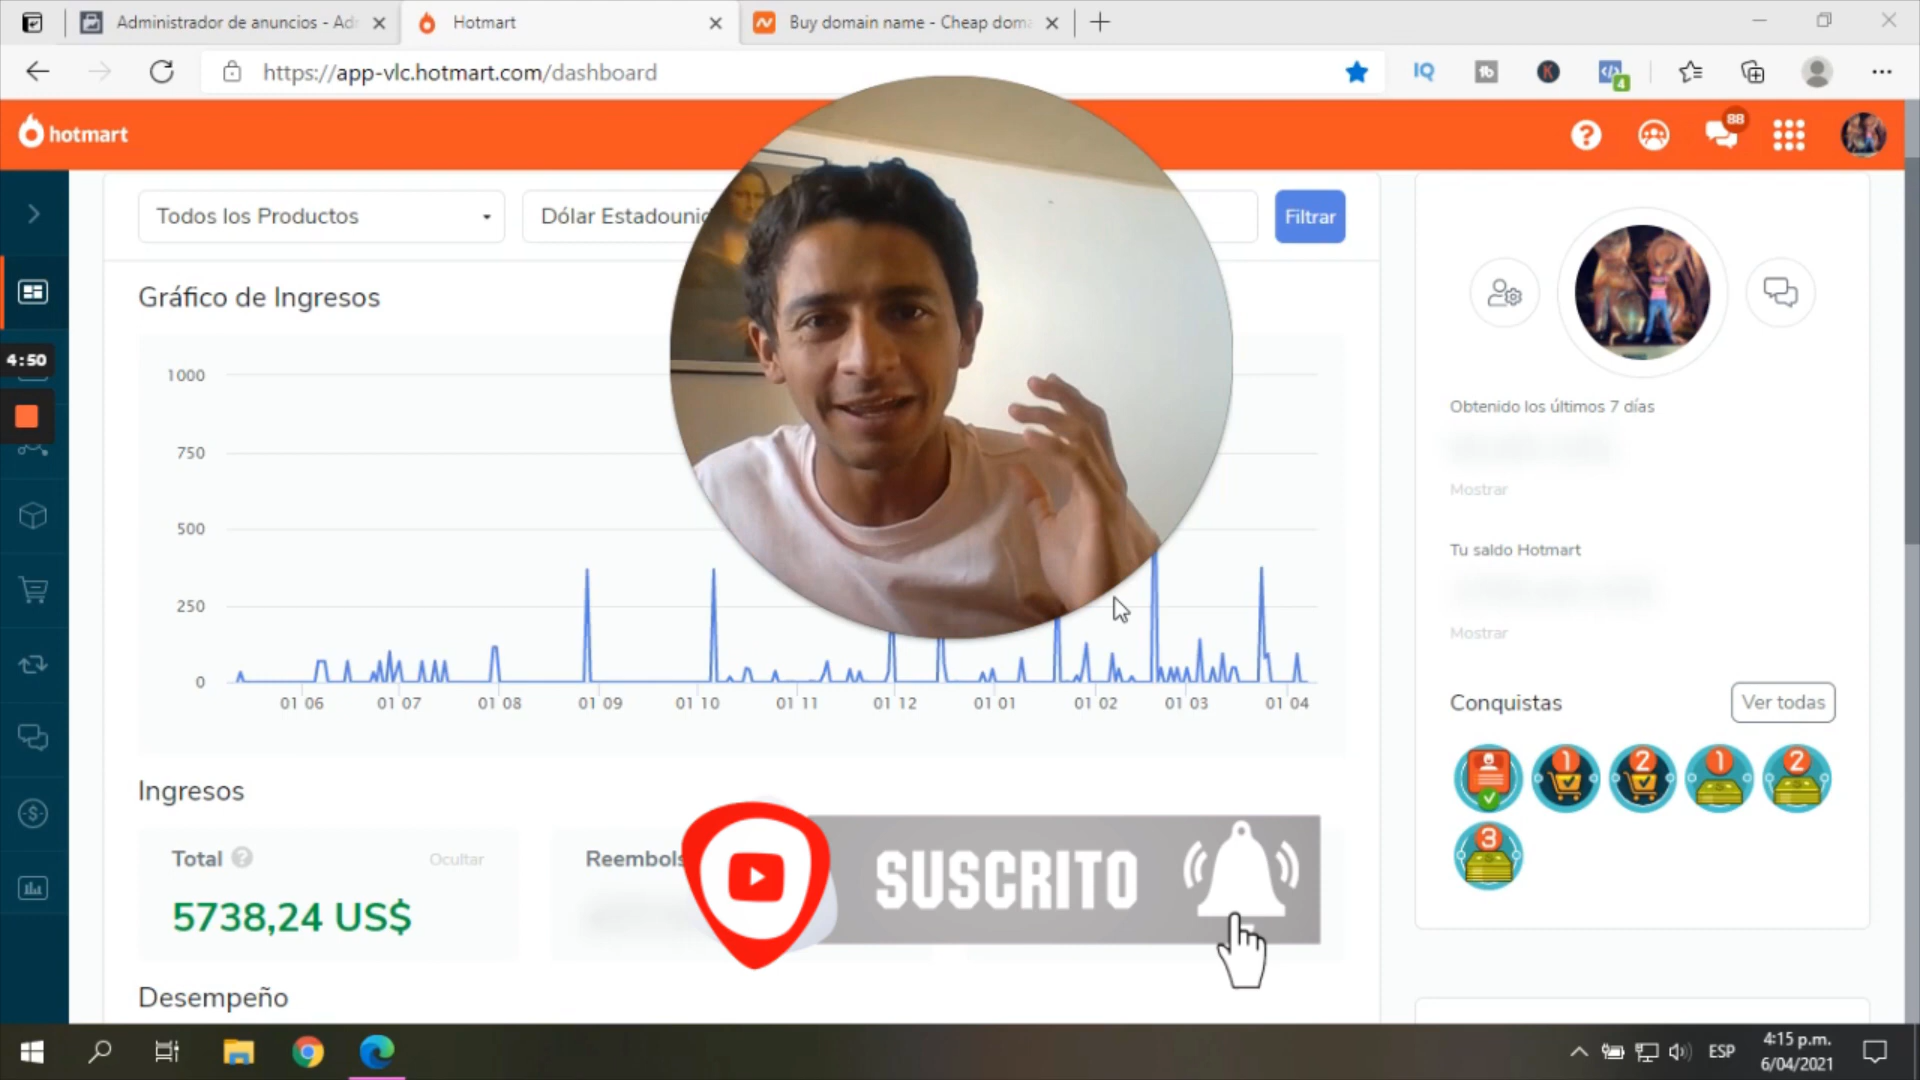 Administrador de anuncios - Ad
Hotmart
Buy domain name - Cheap doma
https://app-vlc.hotmart.com/dashboard
IQ
tb
K
4
hotmart
88
Todos los Productos
Dólar Estadounid
Filtrar
Gráfico de Ingresos
4:50
1000
750
500
250
0
01 06
01 07
01 08
01 09
01 10
01 11
01 12
01 01
01 02
01 03
01 04
Obtenido los últimos 7 días
Mostrar
Tu saldo Hotmart
Mostrar
Conquistas
Ver todas
1
2
1
2
3
Ingresos
Total
Ocultar
5738,24 US$
Reembols
SUSCRITO
Desempeño
ESP
4:15 p.m.
6/04/2021